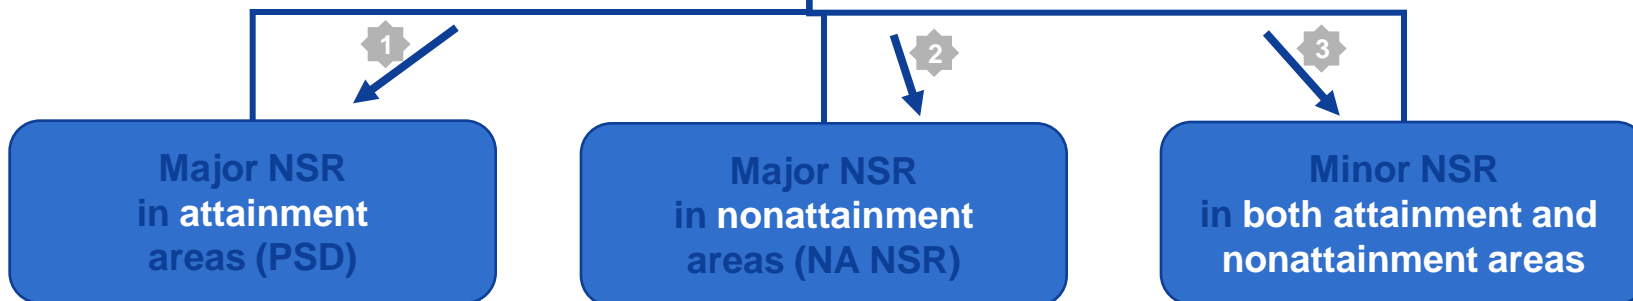 1
2
3
Major NSR
in attainment
areas (PSD)
Major NSR
in nonattainment
areas (NA NSR)
Minor NSR
in both attainment and
nonattainment areas